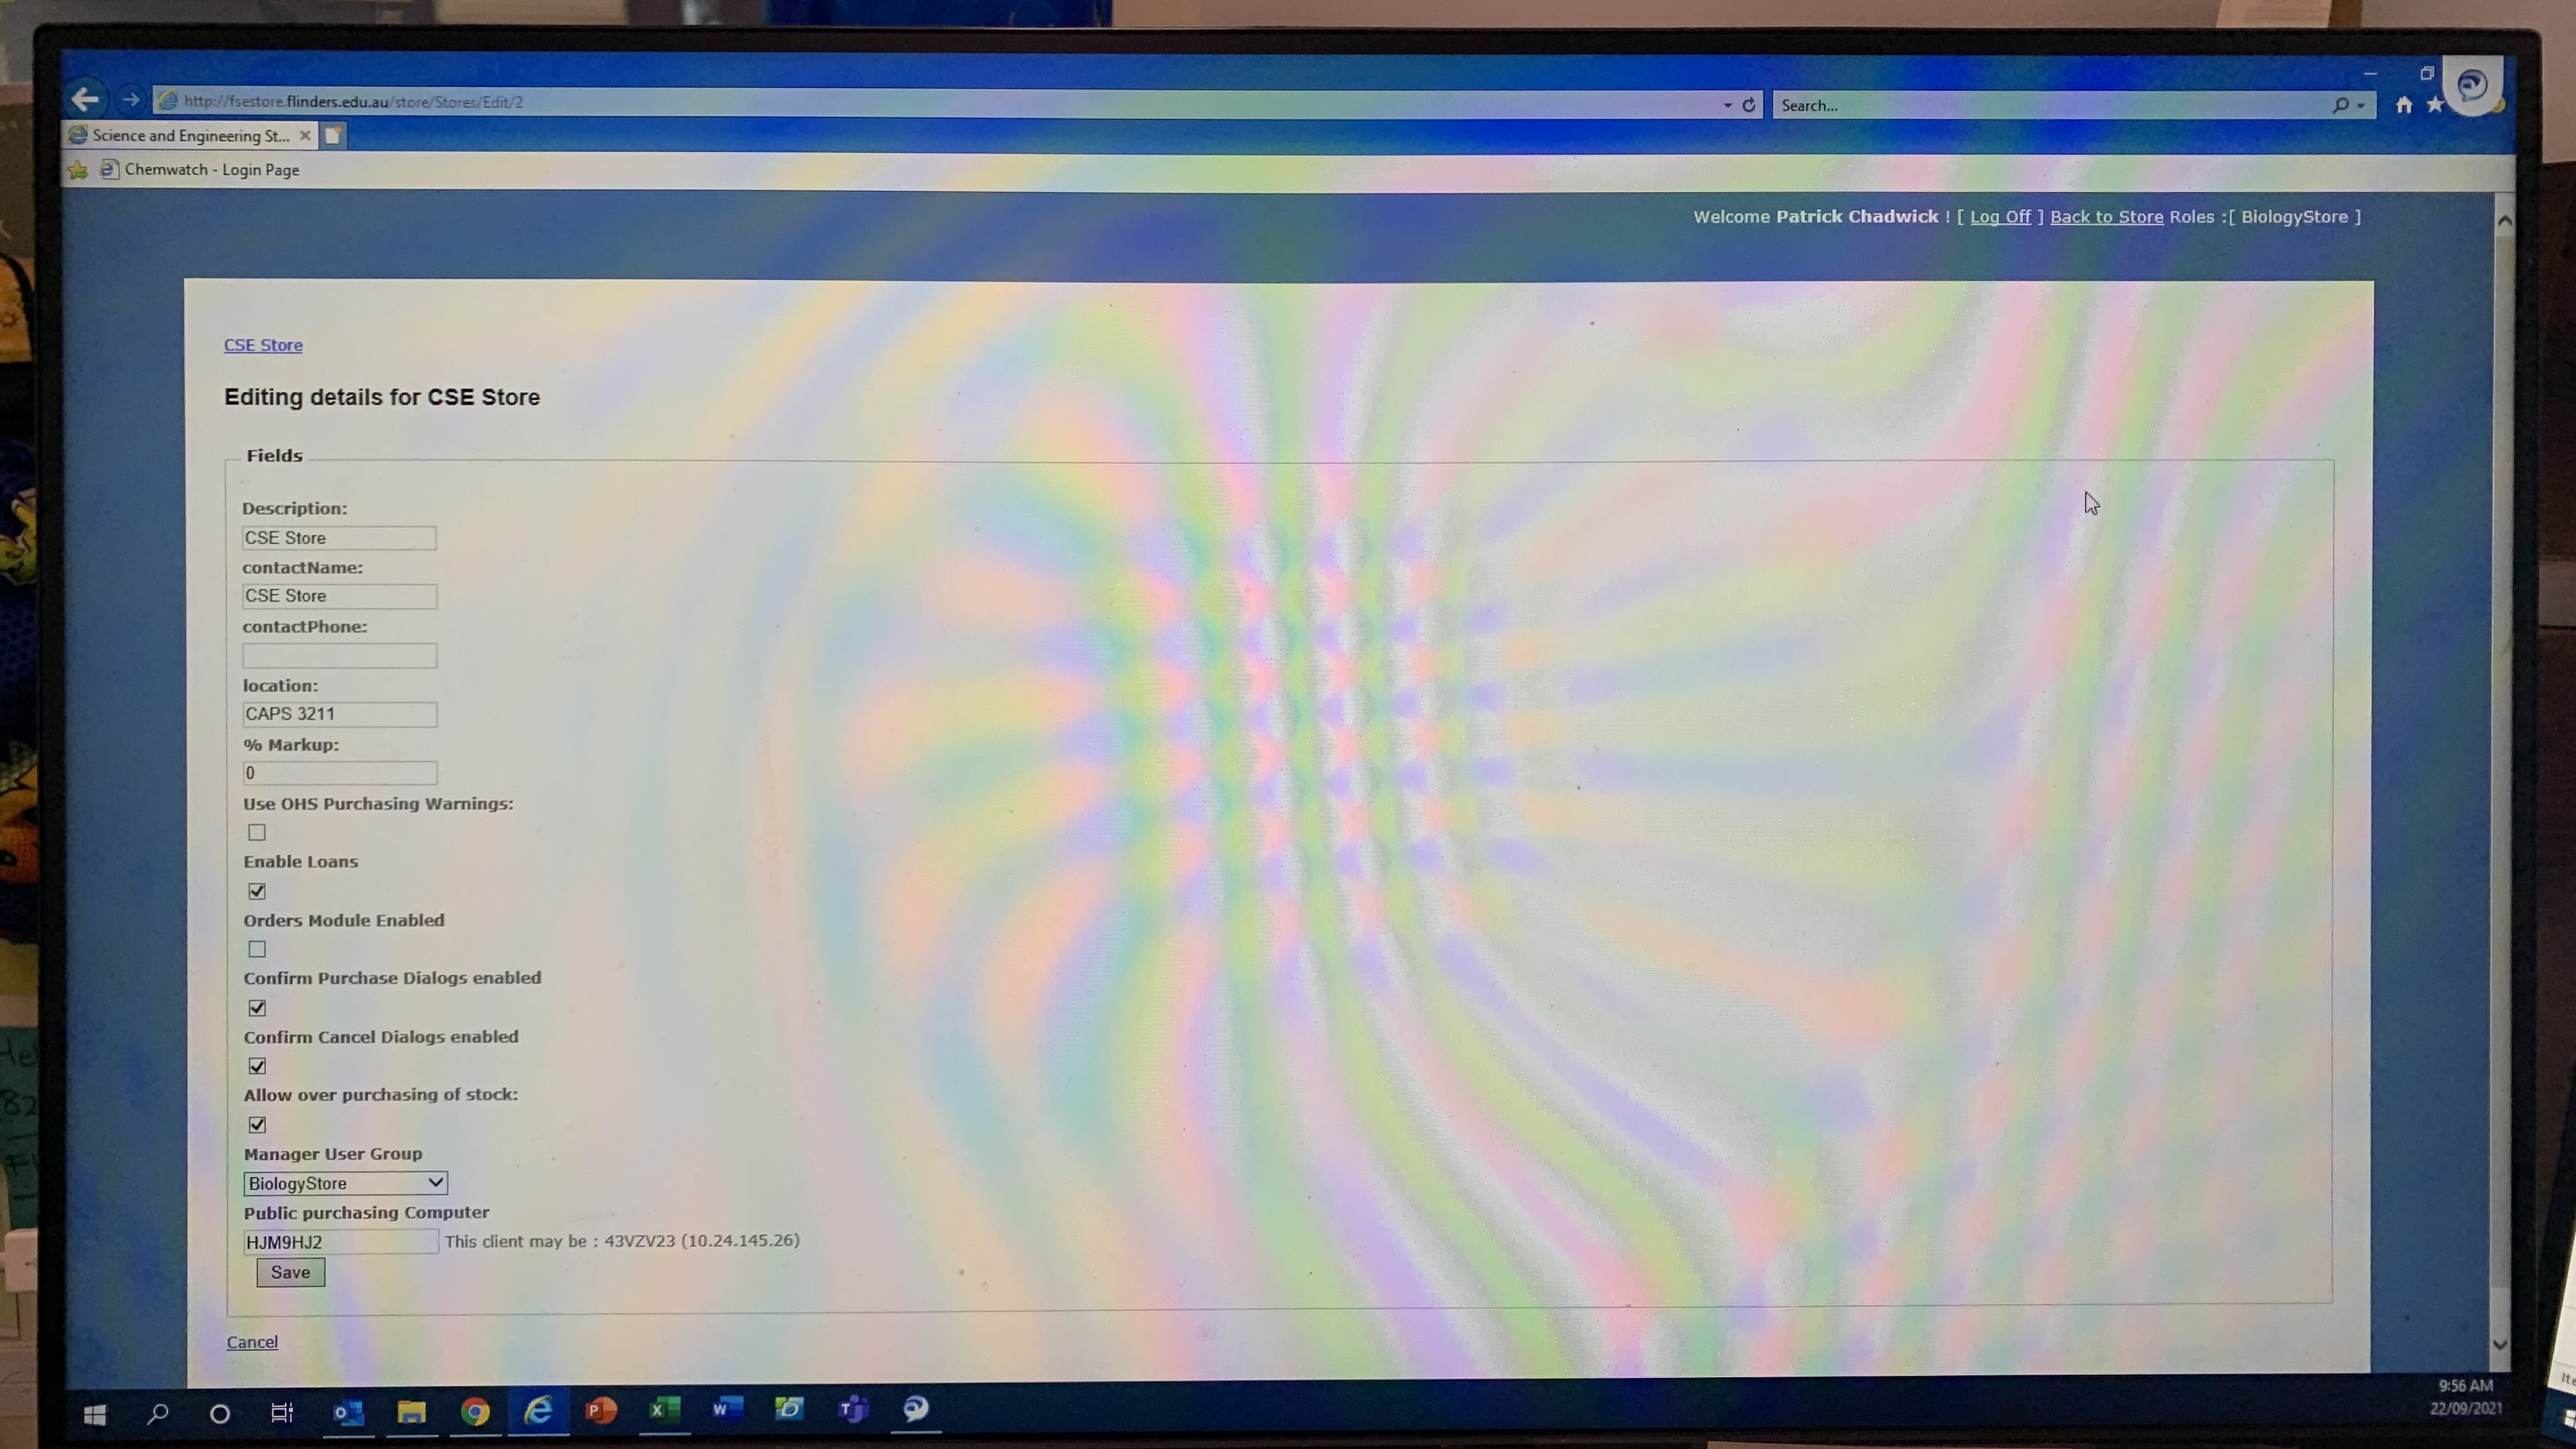 http://fsestore.flinders.edu.au/store/Stores/Edit/2
Search...
Science and Engineering St...
Chemwatch - Login Page
Welcome Patrick Chadwick ! [ Log Off ] Back to Store Roles :[ BiologyStore ]
CSE Store
Editing details for CSE Store
Fields
Description:
CSE Store
contactName:
CSE Store
contactPhone:
location:
CAPS 3211
% Markup:
0
Use OHS Purchasing Warnings:
Enable Loans
Orders Module Enabled
Confirm Purchase Dialogs enabled
Confirm Cancel Dialogs enabled
Allow over purchasing of stock:
Manager User Group
BiologyStore
Public purchasing Computer
HJM9HJ2 This client may be : 43VZV23 (10.24.145.26)
Save
Cancel
9:56 AM
22/09/2021